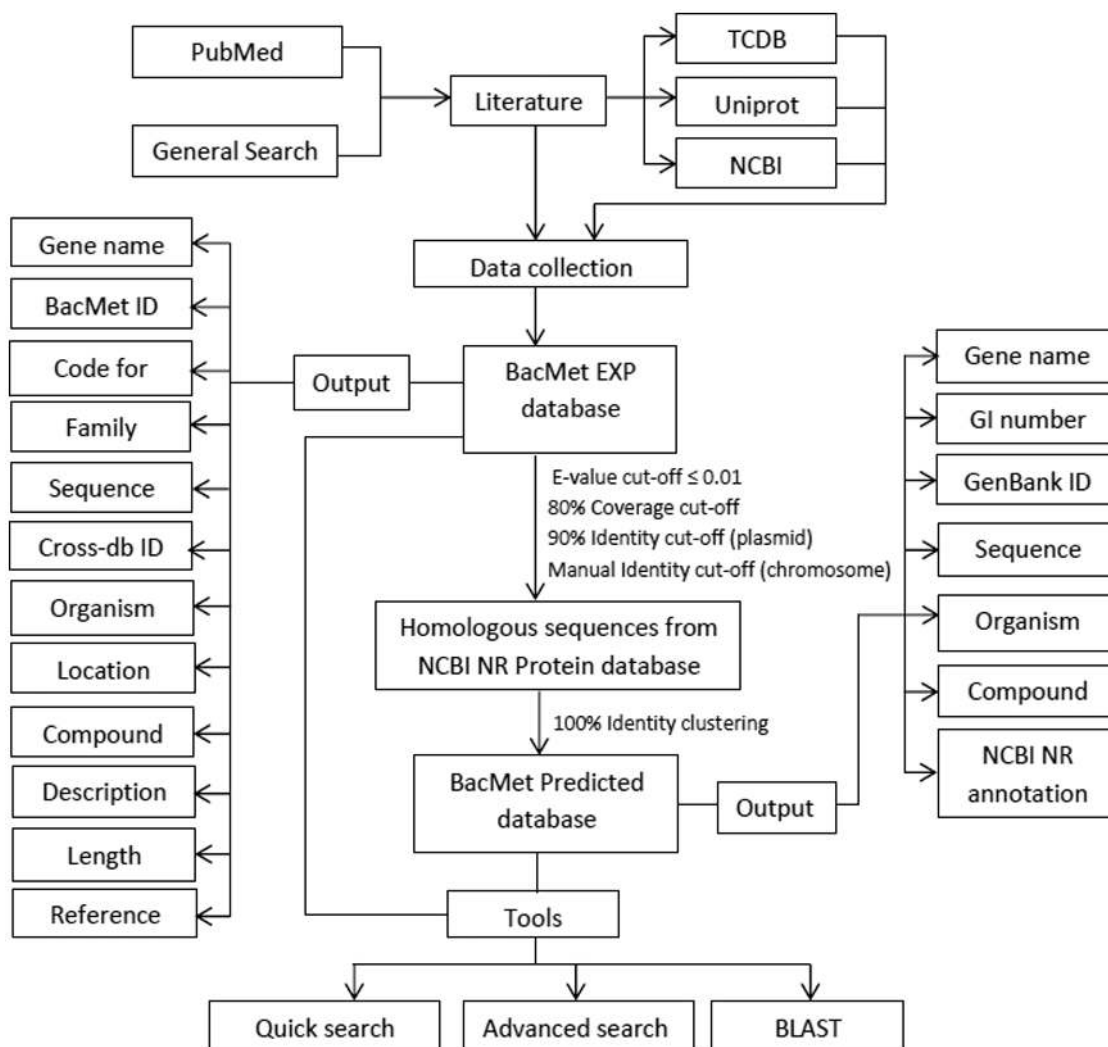 PubMed
General Search
Literature
TCDB
Uniprot
NCBI
Data collection
BacMet EXP
database
Output
Gene name
BacMet ID
Code for
Family
Sequence
Cross-db ID
Organism
Location
Compound
Description
Length
Reference
E-value cut-off ≤ 0.01
80% Coverage cut-off
90% Identity cut-off (plasmid)
Manual Identity cut-off (chromosome)
Homologous sequences from
NCBI NR Protein database
100% Identity clustering
BacMet Predicted
database
Output
Gene name
GI number
GenBank ID
Sequence
Organism
Compound
NCBI NR
annotation
Tools
Quick search
Advanced search
BLAST